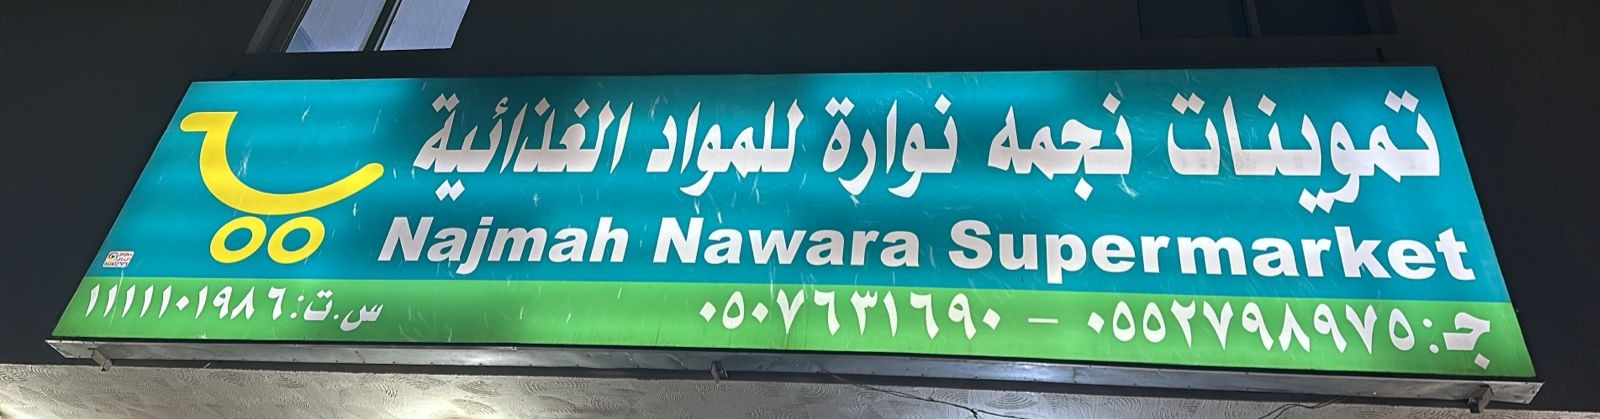 تموينات نجمه نوارة للمواد الغذائية
Najmah Nawara Supermarket
ج: ٠٥٥٢٧٩٨٩٧٥ - ٠٥٠٧٦٣١٦٩٠ س.ت: ١١١١١٠١٩٨٦